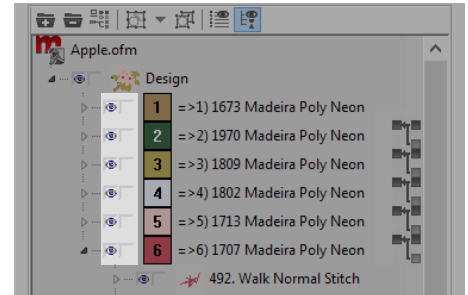 Apple.ofm
Design
1 =>1) 1673 Madeira Poly Neon
2 =>2) 1970 Madeira Poly Neon
3 =>3) 1809 Madeira Poly Neon
4 =>4) 1802 Madeira Poly Neon
5 =>5) 1713 Madeira Poly Neon
6 =>6) 1707 Madeira Poly Neon
492. Walk Normal Stitch